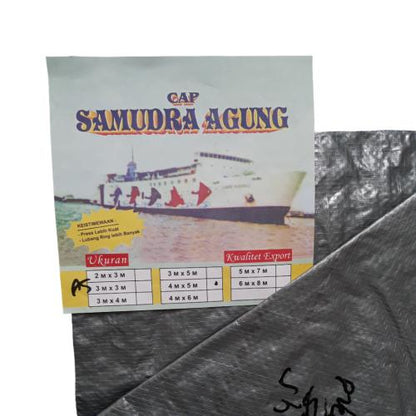 CAP
SAMUDRA AGUNG
KEISTIMEWAAN :
- Press Lebih Kuat
- Lubang Ring lebih Banyak
Ukuran
Kwalitet Export
2 M x 3 M
3 M x 5 M
5 M x 7 M
3 M x 3 M
4 M x 5 M
6 M x 8 M
3 M x 4 M
4 M x 6 M